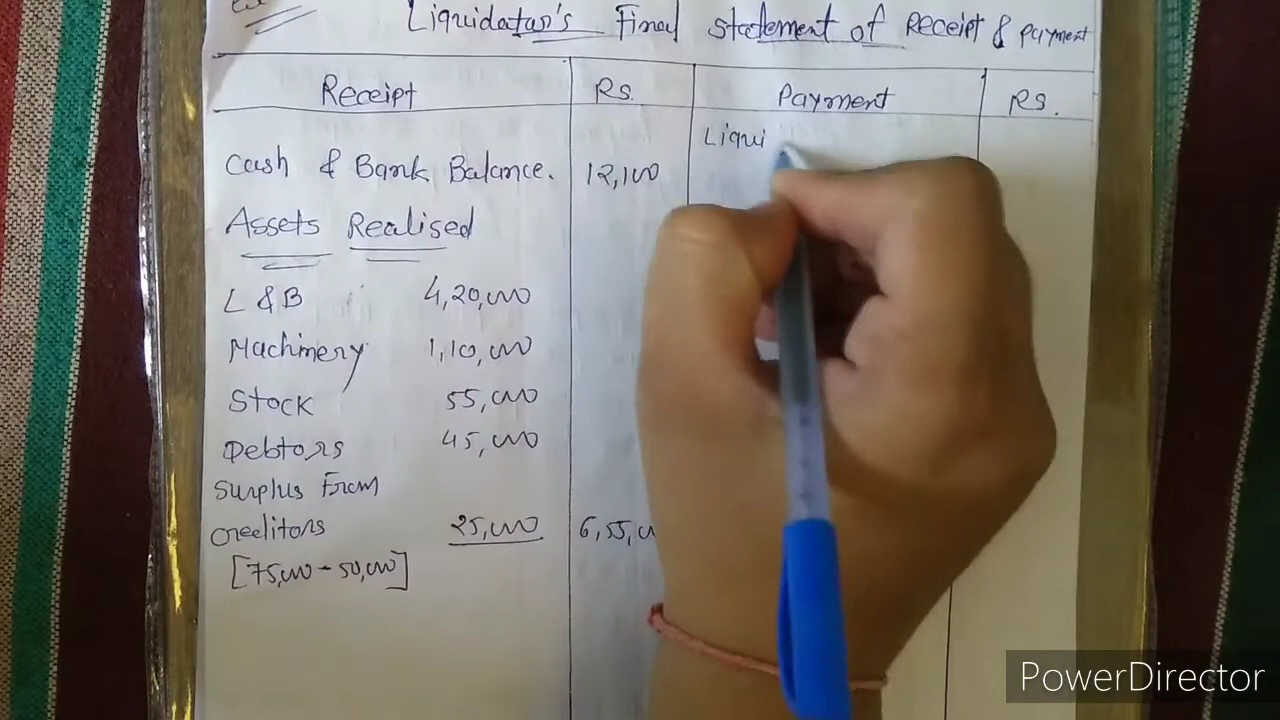 Liquidator's Final statement of Receipt & payment
Receipt Rs. Payment Rs.
Liqui
Cash & Bank Balance. 12,100
Assets Realised
L & B 4,20,000
Machinery 1,10,000
Stock 55,000
Debtors 45,000
Surplus From
creditors 25,000 6,55,0
[75,000 - 50,000]
PowerDirector